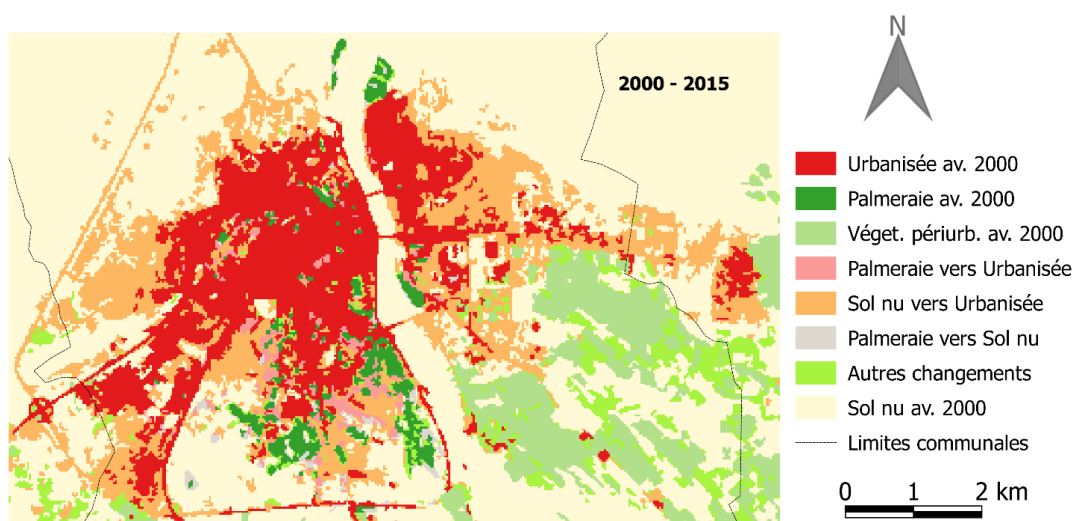 N
2000 - 2015
Urbanisée av. 2000
Palmeraie av. 2000
Véget. périurb. av. 2000
Palmeraie vers Urbanisée
Sol nu vers Urbanisée
Palmeraie vers Sol nu
Autres changements
Sol nu av. 2000
Limites communales
0 1 2 km